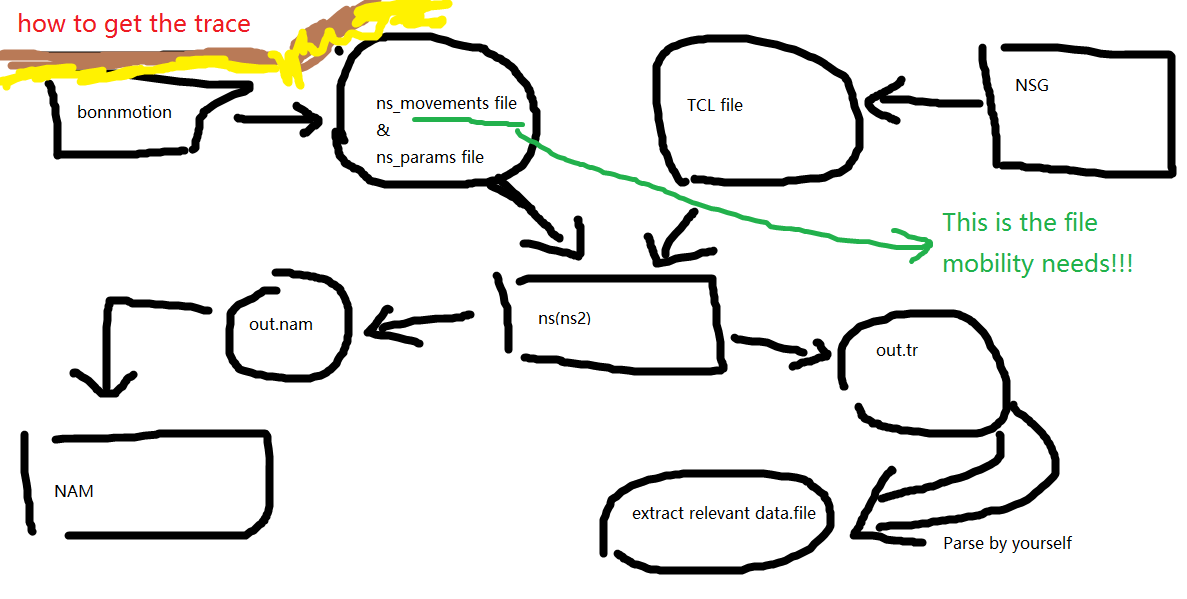 how to get the trace
bonnmotion
ns_movements file
&
ns_params file
TCL file
NSG
This is the file
mobility needs!!!
out.nam
ns(ns2)
out.tr
NAM
extract relevant data.file
Parse by yourself